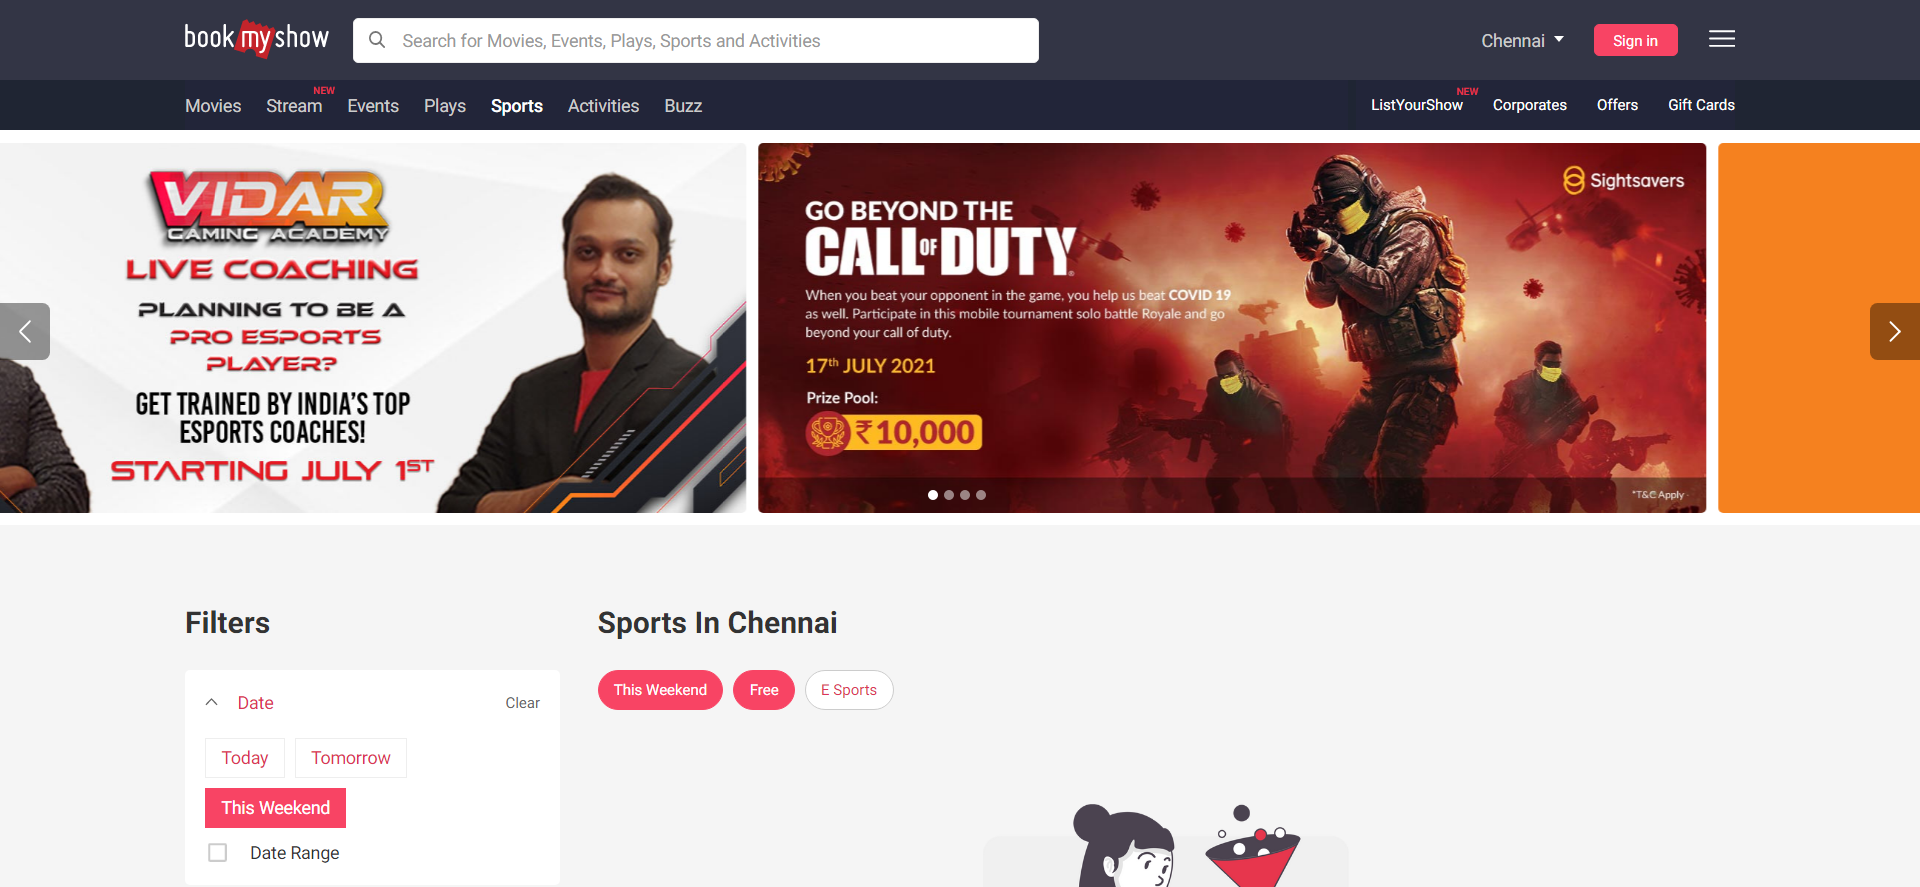 bookmyshow
Search for Movies, Events, Plays, Sports and Activities
Chennai
Sign in
Movies
Stream
NEW
Events
Plays
Sports
Activities
Buzz
ListYourShow
NEW
Corporates
Offers
Gift Cards
VIDAR
GAMING ACADEMY
LIVE COACHING
PLANNING TO BE A
PRO ESPORTS
PLAYER?
GET TRAINED BY INDIA'S TOP
ESPORTS COACHES!
STARTING JULY 1ST
Sightsavers
GO BEYOND THE
CALL OF DUTY®
When you beat your opponent in the game, you help us beat COVID 19
as well. Participate in this mobile tournament solo battle Royale and go
beyond your call of duty.
17th JULY 2021
Prize Pool:
₹10,000
*T&C Apply
Filters
Date
Clear
Today
Tomorrow
This Weekend
Date Range
Sports In Chennai
This Weekend
Free
E Sports